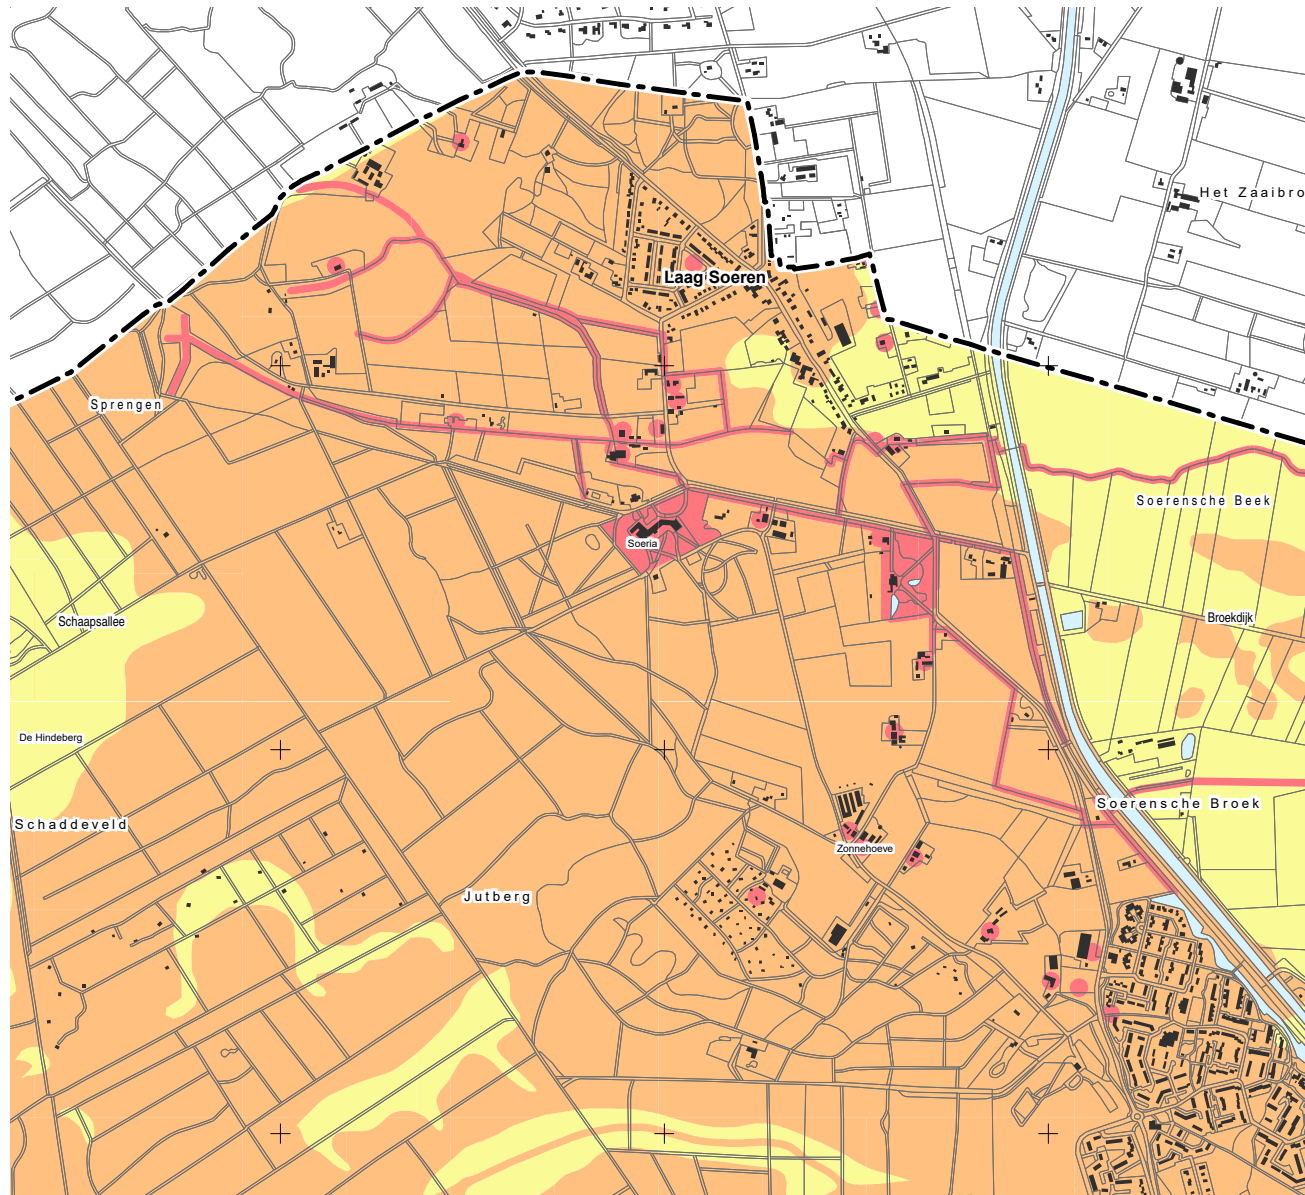 Het Zaaibro
Laag Soeren
Sprengen
Soerensche Beek
Soeria
Broekdijk
Schaapsallee
De Hindeberg
Soerensche Broek
Schaddeveld
Zonnehoeve
Jutberg